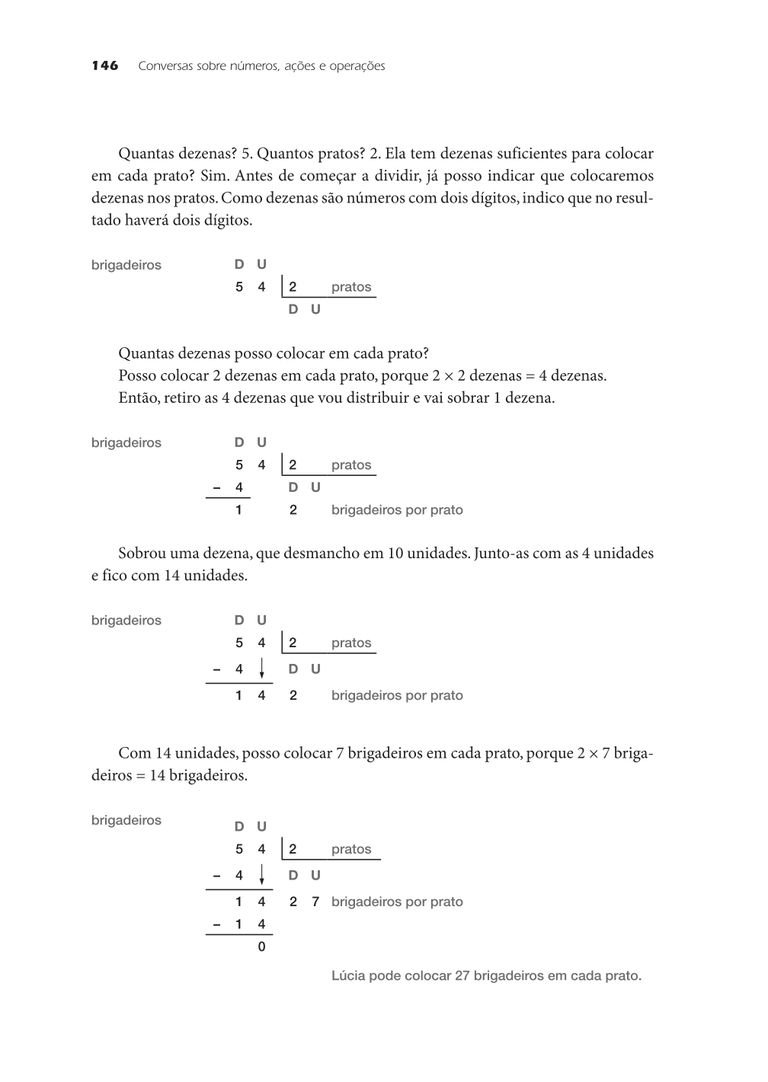 146 Conversas sobre números, ações e operações
Quantas dezenas? 5. Quantos pratos? 2. Ela tem dezenas suficientes para colocar
em cada prato? Sim. Antes de começar a dividir, já posso indicar que colocaremos
dezenas nos pratos. Como dezenas são números com dois dígitos, indico que no resul-
tado haverá dois dígitos.
brigadeiros D U
5 4 2 pratos
D U
Quantas dezenas posso colocar em cada prato?
Posso colocar 2 dezenas em cada prato, porque 2 × 2 dezenas = 4 dezenas.
Então, retiro as 4 dezenas que vou distribuir e vai sobrar 1 dezena.
brigadeiros D U
5 4 2 pratos
– 4 D U
1 2 brigadeiros por prato
Sobrou uma dezena, que desmancho em 10 unidades. Junto-as com as 4 unidades
e fico com 14 unidades.
brigadeiros D U
5 4 2 pratos
– 4 ↓ D U
1 4 2 brigadeiros por prato
Com 14 unidades, posso colocar 7 brigadeiros em cada prato, porque 2 × 7 briga-
deiros = 14 brigadeiros.
brigadeiros D U
5 4 2 pratos
– 4 ↓ D U
1 4 2 7 brigadeiros por prato
– 1 4
0
Lúcia pode colocar 27 brigadeiros em cada prato.